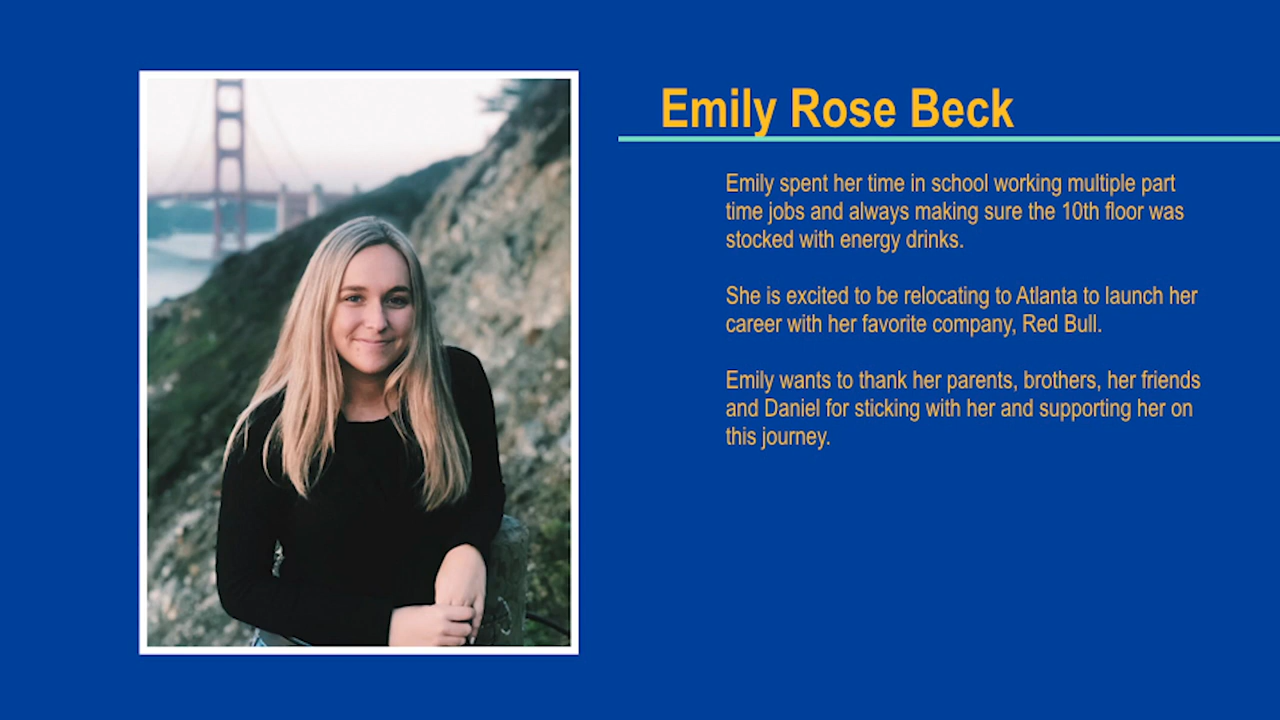 Emily Rose Beck
Emily spent her time in school working multiple part
time jobs and always making sure the 10th floor was
stocked with energy drinks.
She is excited to be relocating to Atlanta to launch her
career with her favorite company, Red Bull.
Emily wants to thank her parents, brothers, her friends
and Daniel for sticking with her and supporting her on
this journey.